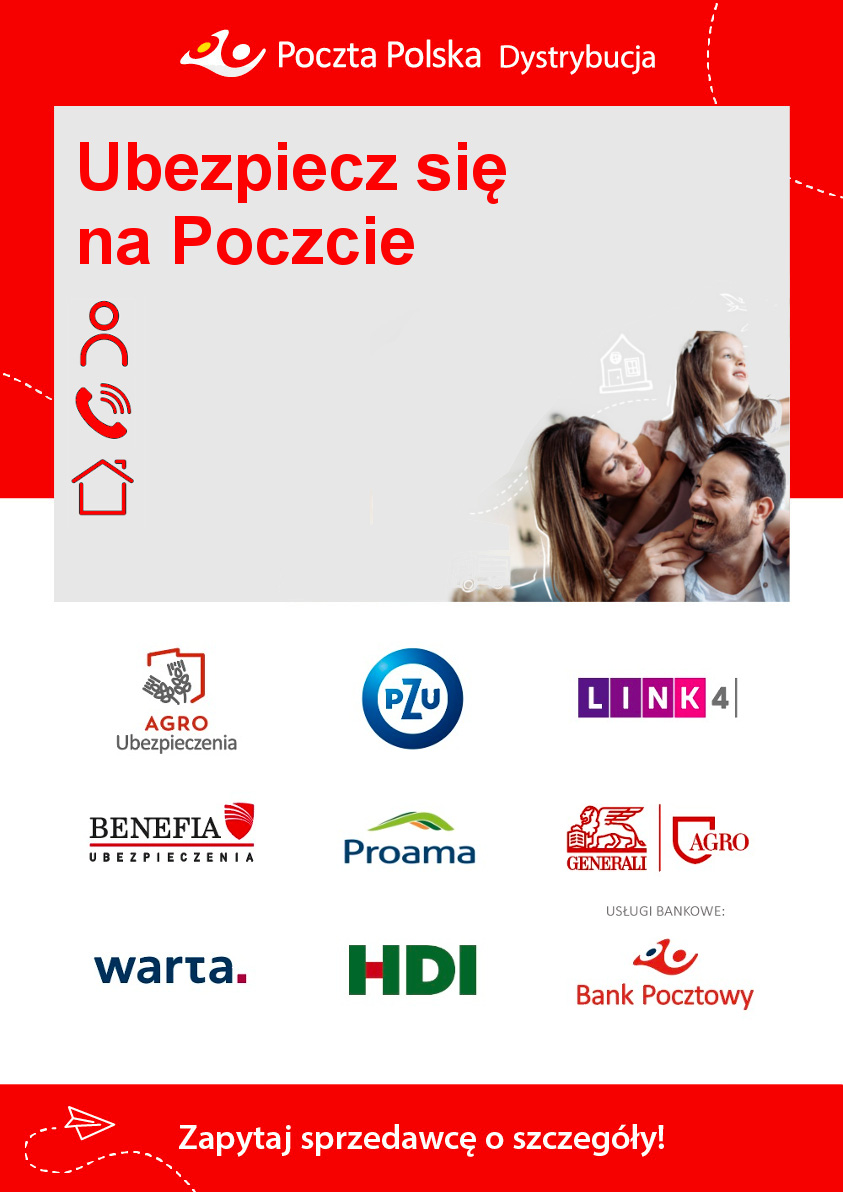 Poczta Polska Dystrybucja
Ubezpiecz się
na Poczcie
AGRO
Ubezpieczenia
PZU
LINK4
BENEFIA
UBEZPIECZENIA
Proama
GENERALI
AGRO
warta.
HDI
USŁUGI BANKOWE:
Bank Pocztowy
Zapytaj sprzedawcę o szczegóły!